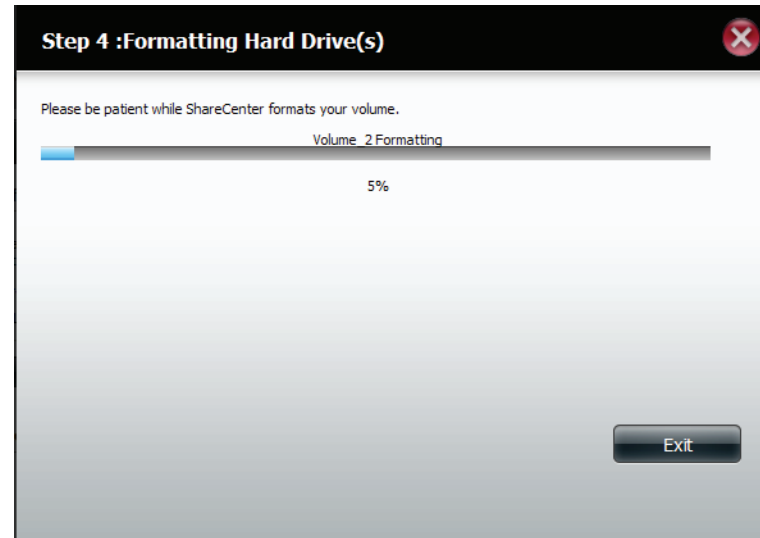 Step 4 :Formatting Hard Drive(s)
Please be patient while ShareCenter formats your volume.
Volume_2 Formatting
5%
Exit